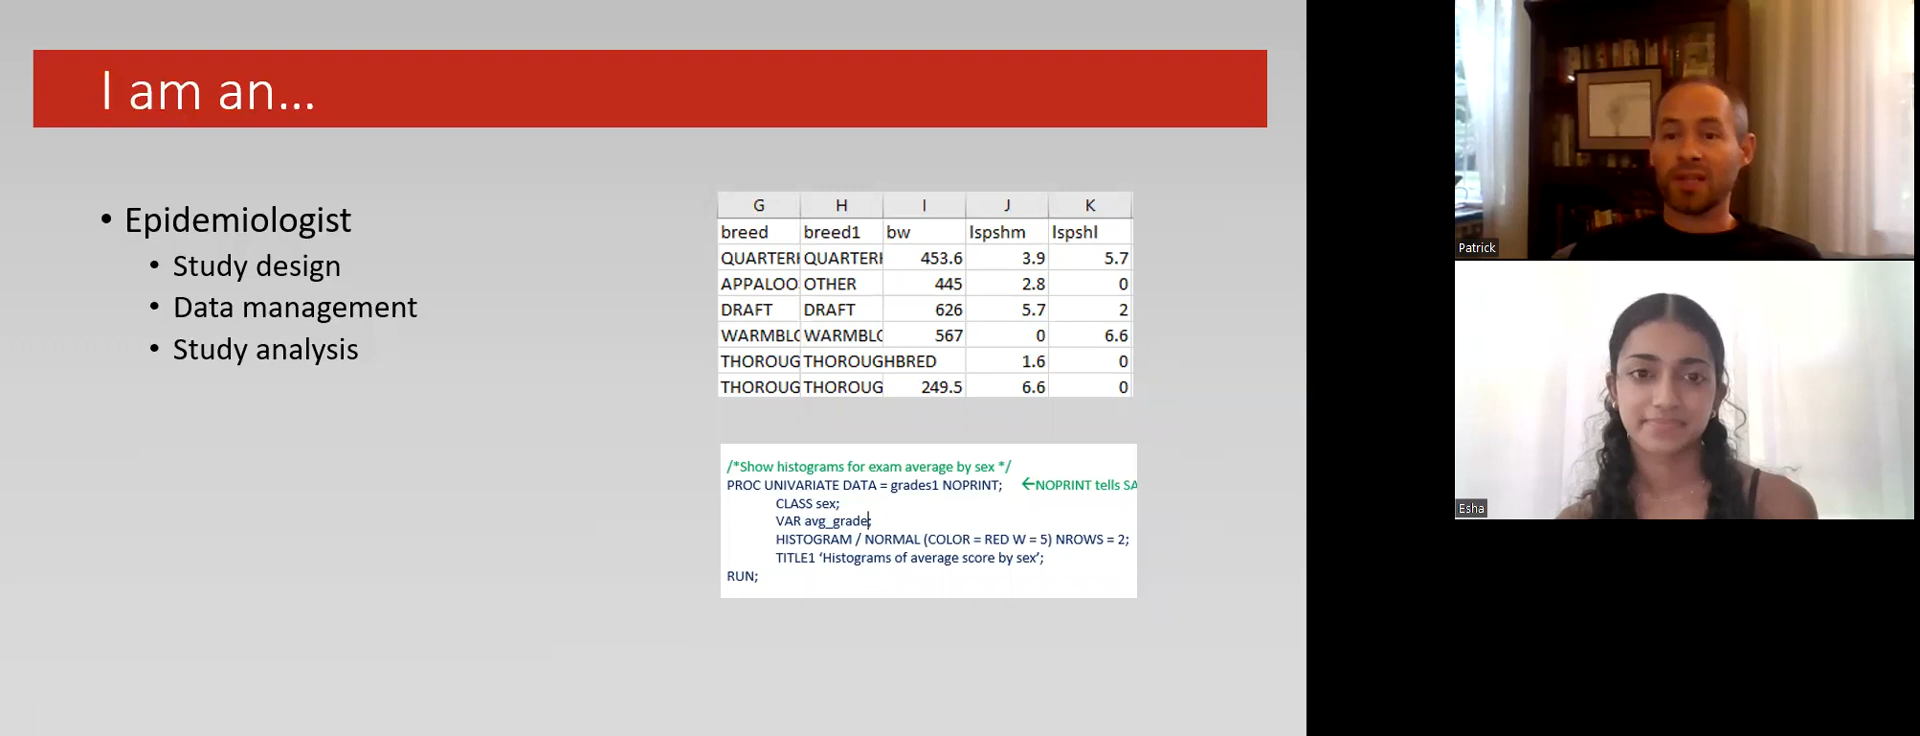 I am an...
• Epidemiologist
• Study design
• Data management
• Study analysis
G H I J K
breed breed1 bw lspshm lspshl
QUARTERH QUARTERH 453.6 3.9 5.7
APPALOO OTHER 445 2.8 0
DRAFT DRAFT 626 5.7 2
WARMBLO WARMBLO 567 0 6.6
THOROUG THOROUGHBRED 1.6 0
THOROUG THOROUG 249.5 6.6 0
/*Show histograms for exam average by sex */
PROC UNIVARIATE DATA = grades1 NOPRINT; ←NOPRINT tells SA
CLASS sex;
VAR avg_grade;
HISTOGRAM / NORMAL (COLOR = RED W = 5) NROWS = 2;
TITLE1 ‘Histograms of average score by sex’;
RUN;
Patrick
Esha